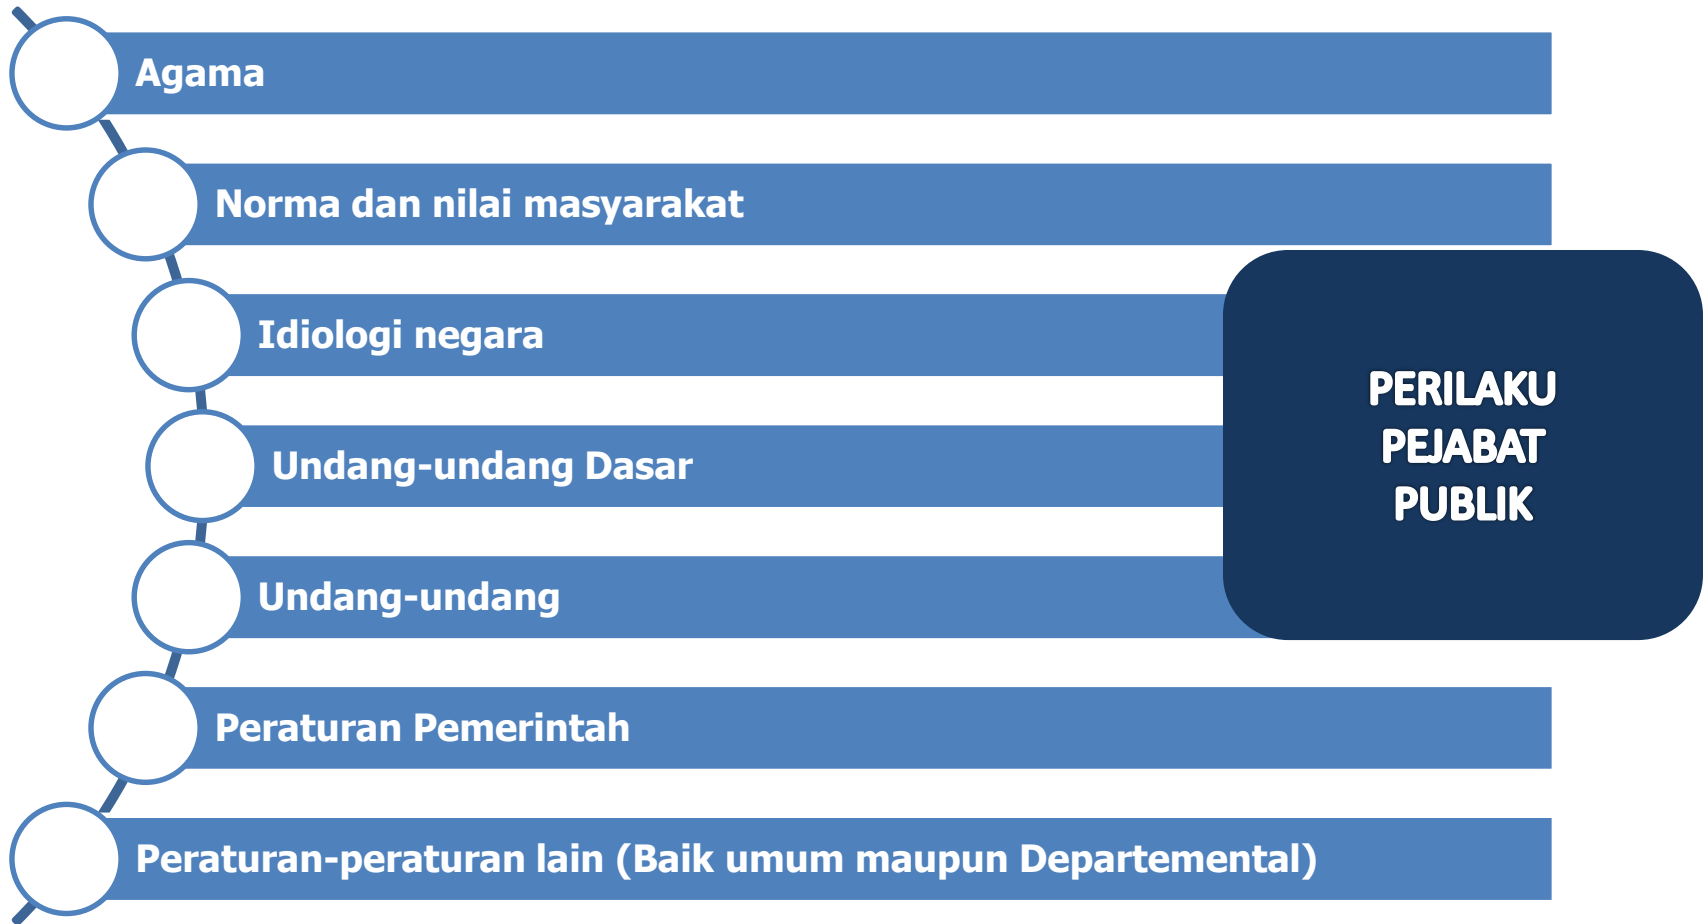 Agama
Norma dan nilai masyarakat
Idiologi negara
Undang-undang Dasar
Undang-undang
Peraturan Pemerintah
Peraturan-peraturan lain (Baik umum maupun Departemental)
PERILAKU
PEJABAT
PUBLIK